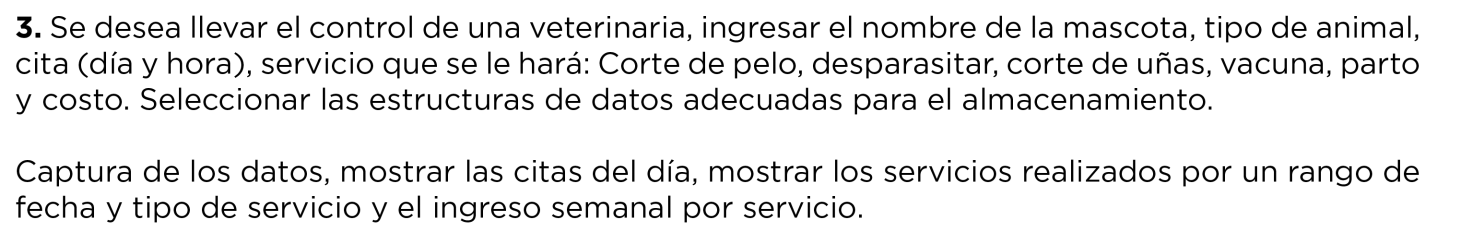 3. Se desea llevar el control de una veterinaria, ingresar el nombre de la mascota, tipo de animal,
cita (día y hora), servicio que se le hará: Corte de pelo, desparasitar, corte de uñas, vacuna, parto
y costo. Seleccionar las estructuras de datos adecuadas para el almacenamiento.
Captura de los datos, mostrar las citas del día, mostrar los servicios realizados por un rango de
fecha y tipo de servicio y el ingreso semanal por servicio.